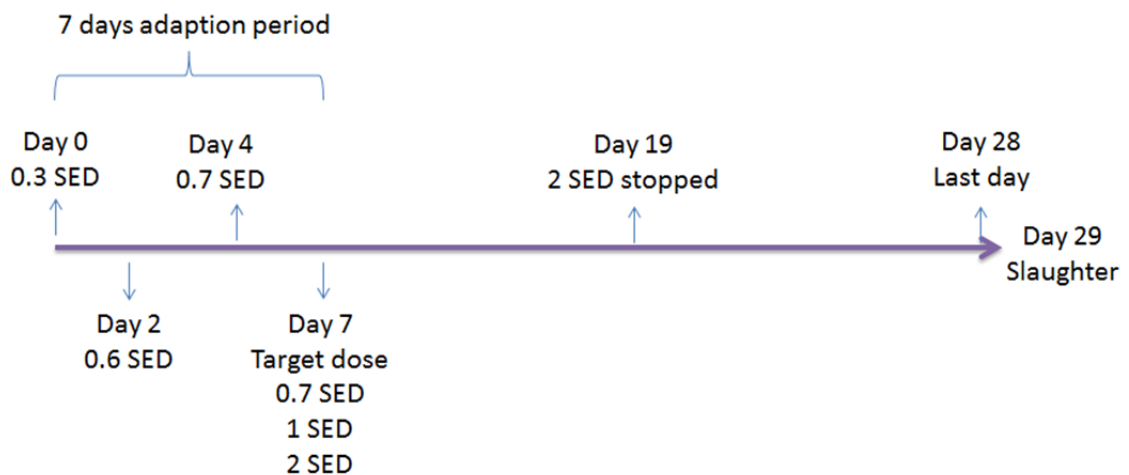 7 days adaption period
Day 0
0.3 SED
Day 4
0.7 SED
Day 19
2 SED stopped
Day 28
Last day
Day 29
Slaughter
Day 2
0.6 SED
Day 7
Target dose
0.7 SED
1 SED
2 SED